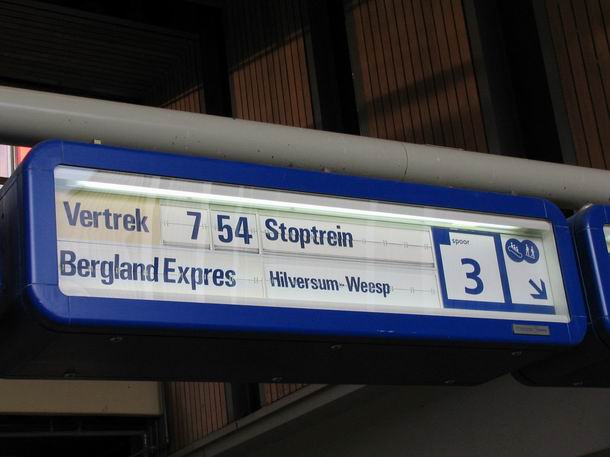 Vertrek 7 54 Stoptrein
Bergland Expres Hilversum-Weesp
spoor
3